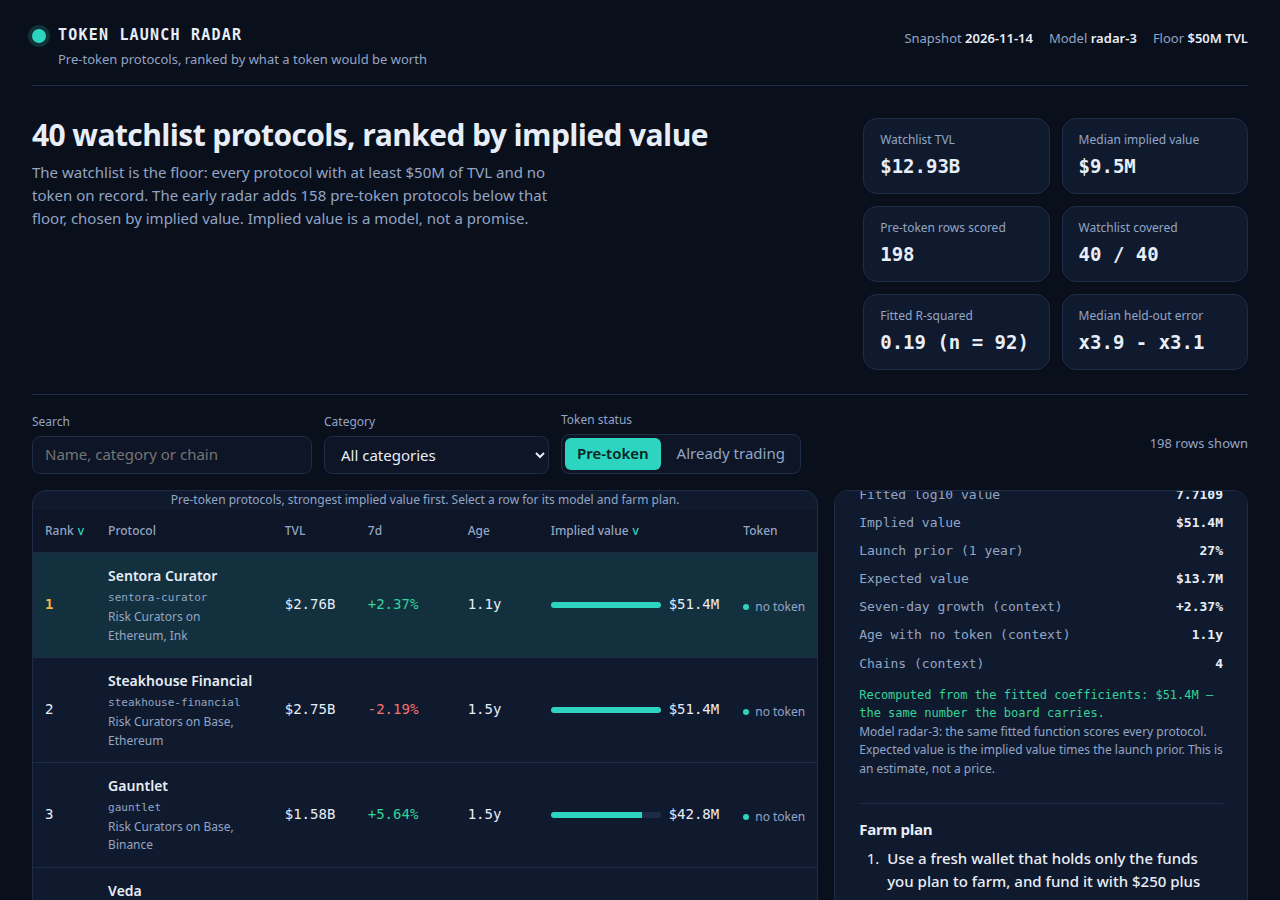 TOKEN LAUNCH RADAR
Pre-token protocols, ranked by what a token would be worth
Snapshot 2026-11-14 Model radar-3 Floor $50M TVL
40 watchlist protocols, ranked by implied value
The watchlist is the floor: every protocol with at least $50M of TVL and no
token on record. The early radar adds 158 pre-token protocols below that
floor, chosen by implied value. Implied value is a model, not a promise.
Watchlist TVL
$12.93B
Median implied value
$9.5M
Pre-token rows scored
198
Watchlist covered
40 / 40
Fitted R-squared
0.19 (n = 92)
Median held-out error
x3.9 - x3.1
Search
Name, category or chain
Category
All categories
Token status
Pre-token Already trading
198 rows shown
Pre-token protocols, strongest implied value first. Select a row for its model and farm plan.
Rank v Protocol TVL 7d Age Implied value v Token
1 Sentora Curator $2.76B +2.37% 1.1y $51.4M no token
sentora-curator
Risk Curators on
Ethereum, Ink
2 Steakhouse Financial $2.75B -2.19% 1.5y $51.4M no token
steakhouse-financial
Risk Curators on Base,
Ethereum
3 Gauntlet $1.58B +5.64% 1.5y $42.8M no token
gauntlet
Risk Curators on Base,
Binance
Veda
Fitted log10 value 7.7109
Implied value $51.4M
Launch prior (1 year) 27%
Expected value $13.7M
Seven-day growth (context) +2.37%
Age with no token (context) 1.1y
Chains (context) 4
Recomputed from the fitted coefficients: $51.4M —
the same number the board carries.
Model radar-3: the same fitted function scores every protocol.
Expected value is the implied value times the launch prior. This is
an estimate, not a price.
Farm plan
1. Use a fresh wallet that holds only the funds
you plan to farm, and fund it with $250 plus